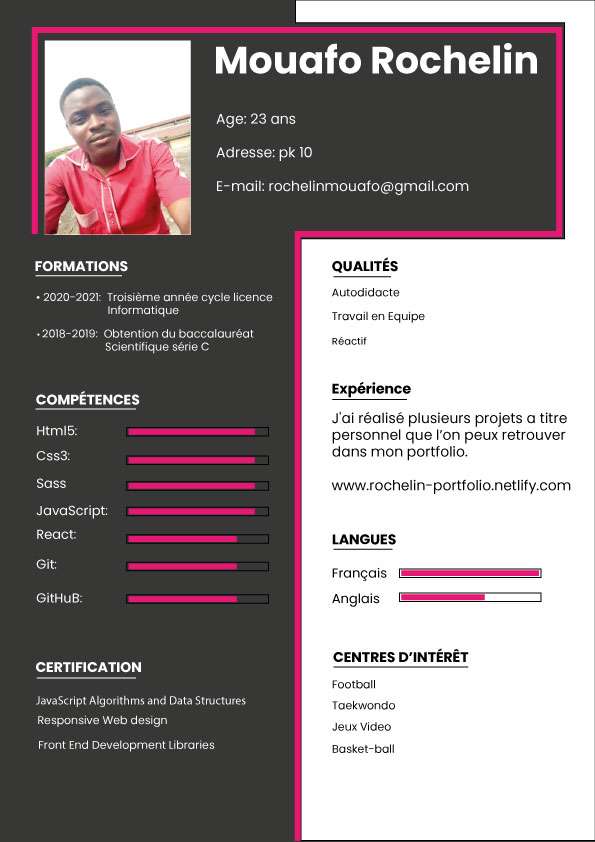 Mouafo Rochelin
Age: 23 ans
Adresse: pk 10
E-mail: rochelinmouafo@gmail.com
FORMATIONS
• 2020-2021: Troisième année cycle licence
Informatique
• 2018-2019: Obtention du baccalauréat
Scientifique série C
COMPÉTENCES
Html5:
Css3:
Sass
JavaScript:
React:
Git:
GitHuB:
CERTIFICATION
JavaScript Algorithms and Data Structures
Responsive Web design
Front End Development Libraries
QUALITÉS
Autodidacte
Travail en Equipe
Réactif
Expérience
J'ai réalisé plusieurs projets a titre
personnel que l’on peux retrouver
dans mon portfolio.
www.rochelin-portfolio.netlify.com
LANGUES
Français
Anglais
CENTRES D’INTÉRÊT
Football
Taekwondo
Jeux Video
Basket-ball